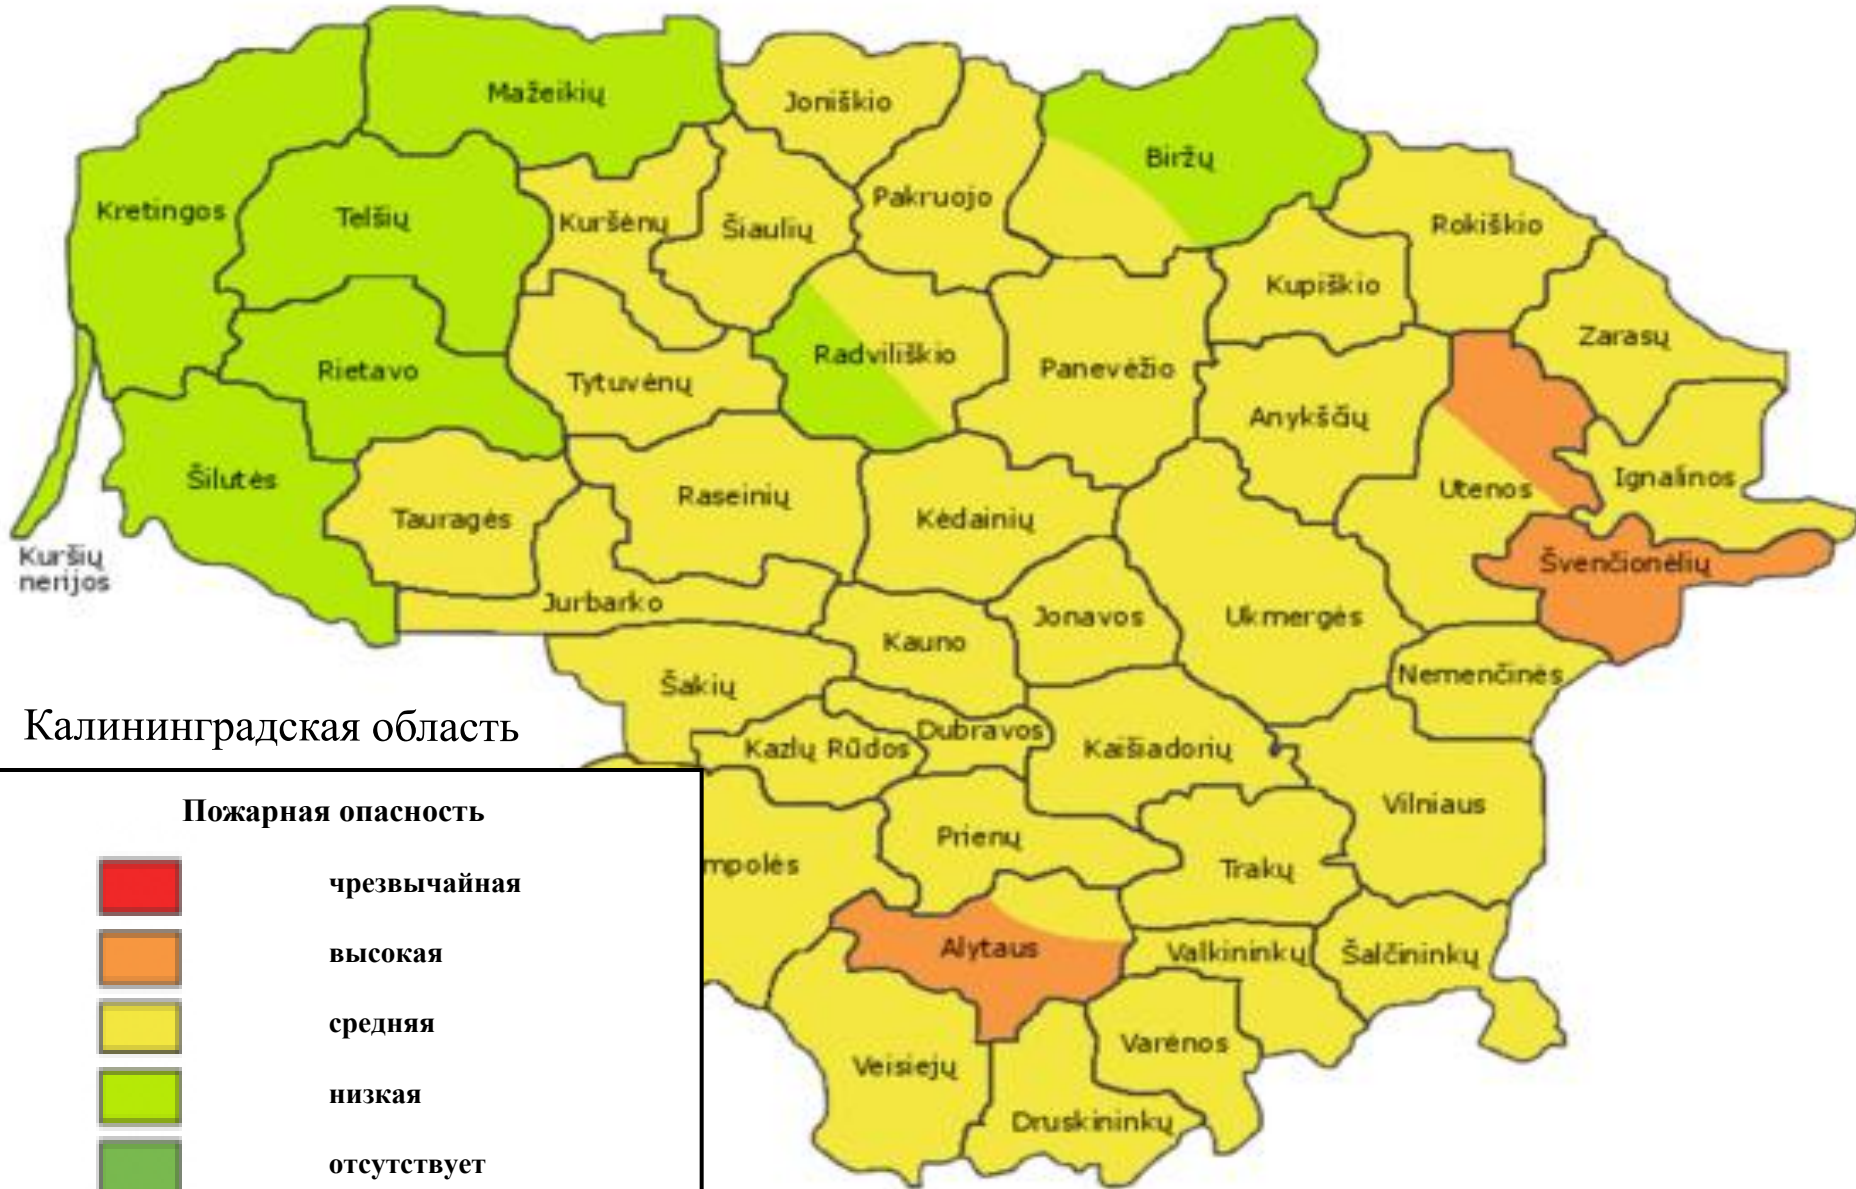 Mažeikių
Joniškio
Biržų
Kretingos
Telšių
Kuršėnų
Šiaulių
Pakruojo
Rokiškio
Kupiškio
Zarasų
Rietavo
Tytuvėnų
Radviliškio
Panevėžio
Anykščių
Utenos
Ignalinos
Šilutės
Tauragės
Raseinių
Kėdainių
Švenčionėlių
Kuršių
nerijos
Jurbarko
Kauno
Jonavos
Ukmergės
Nemenčinės
Šakių
Калининградская область
Kazlų Rūdos
Dubravos
Kaišiadorių
Vilniaus
Prienų
mpolės
Trakų
Alytaus
Valkininkų
Šalčininkų
Veisiejų
Varėnos
Druskininkų
Пожарная опасность
чрезвычайная
высокая
средняя
низкая
отсутствует